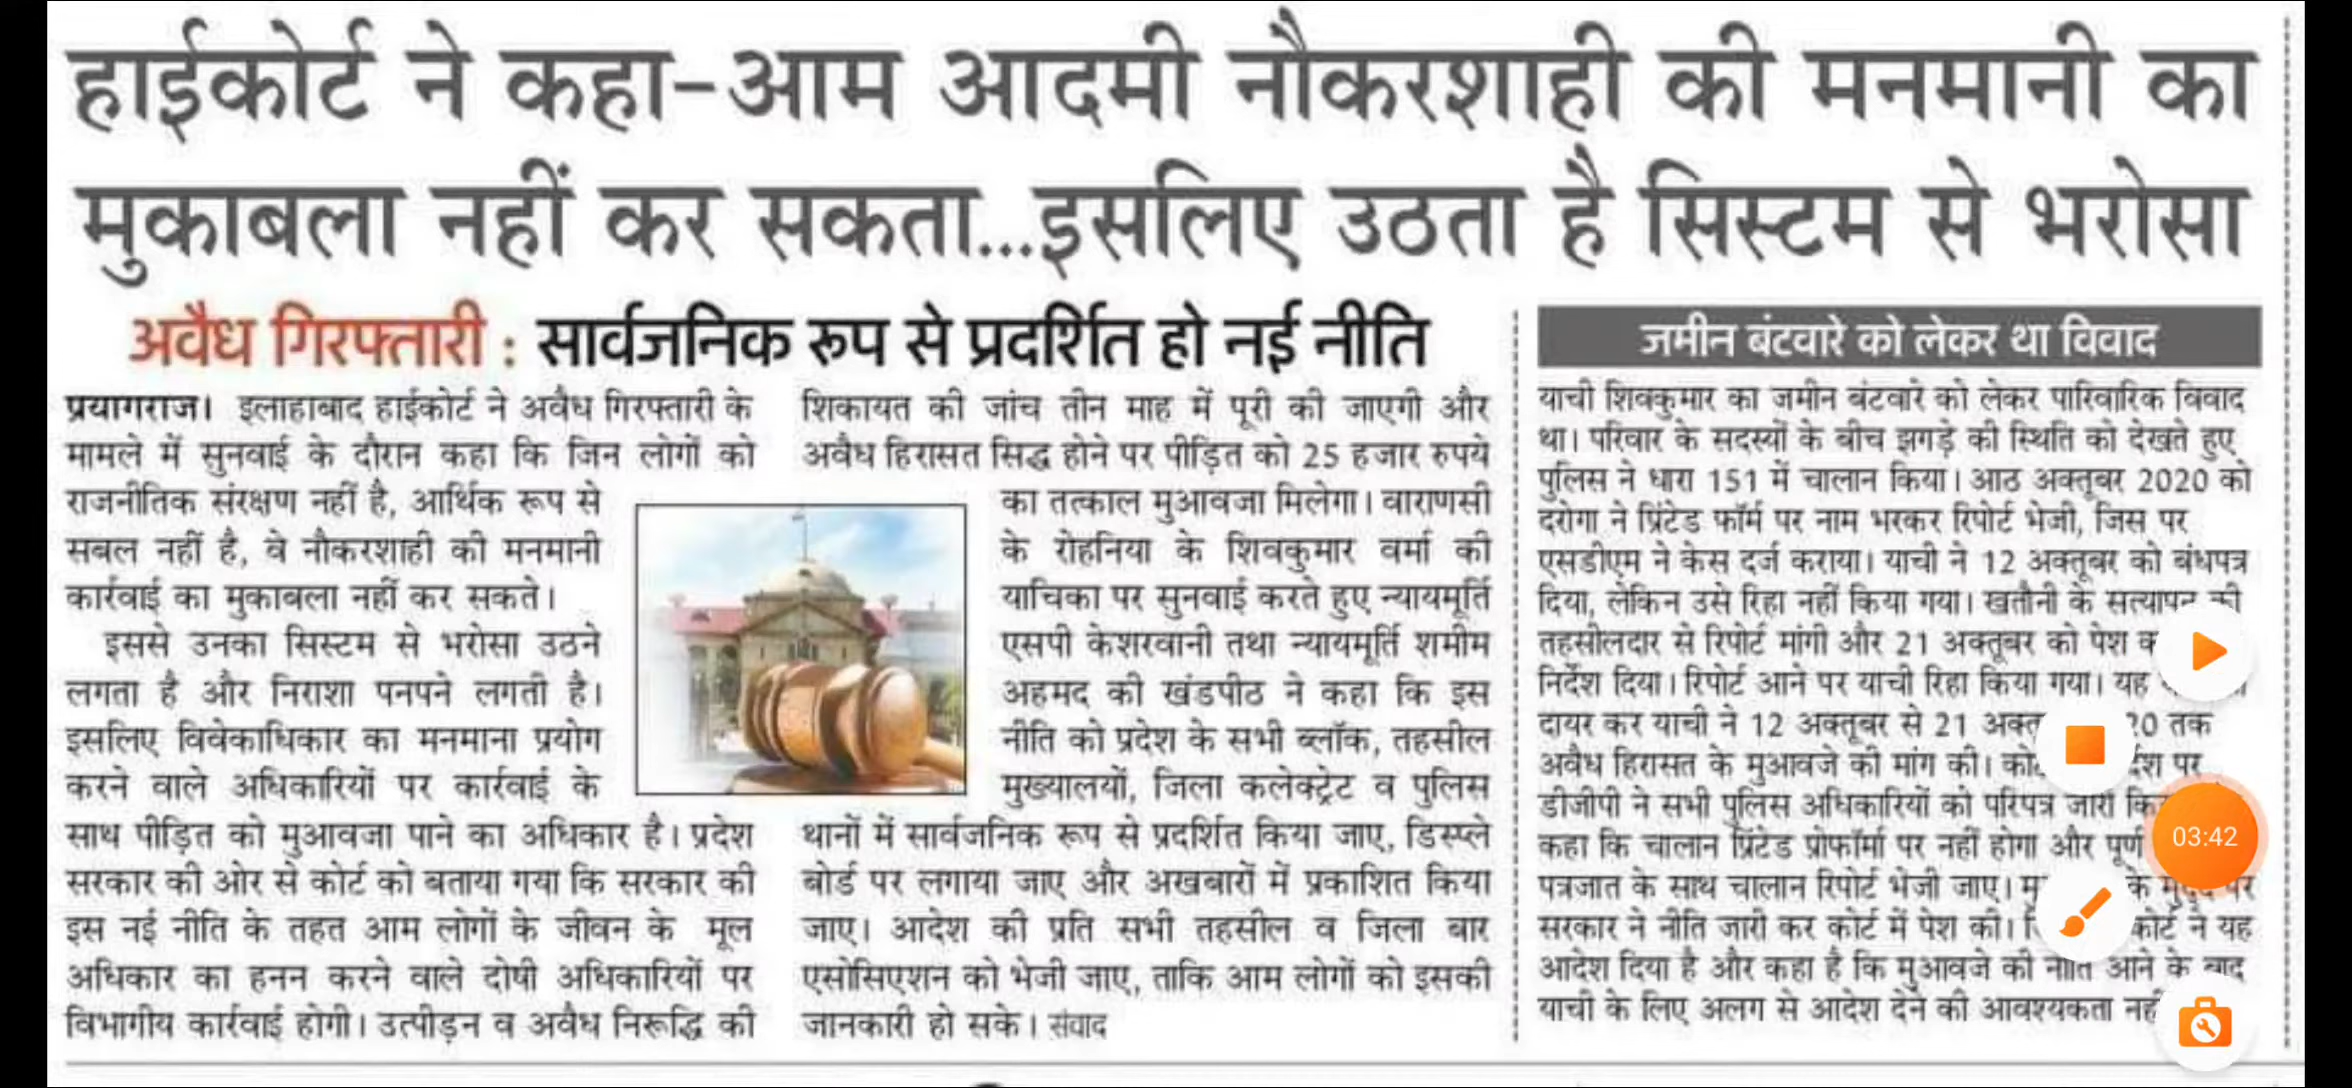 हाईकोर्ट ने कहा-आम आदमी नौकरशाही की मनमानी का
मुकाबला नहीं कर सकता...इसलिए उठता है सिस्टम से भरोसा
अवैध गिरफ्तारी : सार्वजनिक रूप से प्रदर्शित हो नई नीति
प्रयागराज। इलाहाबाद हाईकोर्ट ने अवैध गिरफ्तारी के
मामले में सुनवाई के दौरान कहा कि जिन लोगों को
राजनीतिक संरक्षण नहीं है, आर्थिक रूप से
सबल नहीं है, वे नौकरशाही की मनमानी
कार्रवाई का मुकाबला नहीं कर सकते।
इससे उनका सिस्टम से भरोसा उठने
लगता है और निराशा पनपने लगती है।
इसलिए विवेकाधिकार का मनमाना प्रयोग
करने वाले अधिकारियों पर कार्रवाई के
साथ पीड़ित को मुआवजा पाने का अधिकार है। प्रदेश
सरकार की ओर से कोर्ट को बताया गया कि सरकार की
इस नई नीति के तहत आम लोगों के जीवन के मूल
अधिकार का हनन करने वाले दोषी अधिकारियों पर
विभागीय कार्रवाई होगी। उत्पीड़न व अवैध निरूद्धि की
शिकायत की जांच तीन माह में पूरी की जाएगी और
अवैध हिरासत सिद्ध होने पर पीड़ित को 25 हजार रुपये
का तत्काल मुआवजा मिलेगा। वाराणसी
के रोहनिया के शिवकुमार वर्मा की
याचिका पर सुनवाई करते हुए न्यायमूर्ति
एसपी केशरवानी तथा न्यायमूर्ति शमीम
अहमद की खंडपीठ ने कहा कि इस
नीति को प्रदेश के सभी ब्लॉक, तहसील
मुख्यालयों, जिला कलेक्ट्रेट व पुलिस
थानों में सार्वजनिक रूप से प्रदर्शित किया जाए, डिस्प्ले
बोर्ड पर लगाया जाए और अखबारों में प्रकाशित किया
जाए। आदेश की प्रति सभी तहसील व जिला बार
एसोसिएशन को भेजी जाए, ताकि आम लोगों को इसकी
जानकारी हो सके। संवाद
जमीन बंटवारे को लेकर था विवाद
याची शिवकुमार का जमीन बंटवारे को लेकर पारिवारिक विवाद
था। परिवार के सदस्यों के बीच झगड़े की स्थिति को देखते हुए
पुलिस ने धारा 151 में चालान किया। आठ अक्तूबर 2020 को
दरोगा ने प्रिंटेड फॉर्म पर नाम भरकर रिपोर्ट भेजी, जिस पर
एसडीएम ने केस दर्ज कराया। याची ने 12 अक्तूबर को बंधपत्र
दिया, लेकिन उसे रिहा नहीं किया गया। खतौनी के सत्यापन की
तहसीलदार से रिपोर्ट मांगी और 21 अक्तूबर को पेश
निर्देश दिया। रिपोर्ट आने पर याची रिहा किया गया। यह
दायर कर याची ने 12 अक्तूबर से 21 तक
अवैध हिरासत के मुआवजे की मांग की। पर
डीजीपी ने सभी पुलिस अधिकारियों को परिपत्र जारी
कहा कि चालान प्रिंटेड प्रोफॉर्मा पर नहीं होगा और पूर्ण
पत्रजात के साथ चालान रिपोर्ट भेजी जाए। के मुद्दे पर
सरकार ने नीति जारी कर कोर्ट में पेश की। कोर्ट ने यह
आदेश दिया है और कहा है कि मुआवजे की नीति आने के बाद
याची के लिए अलग से आदेश देने की आवश्यकता
03:42